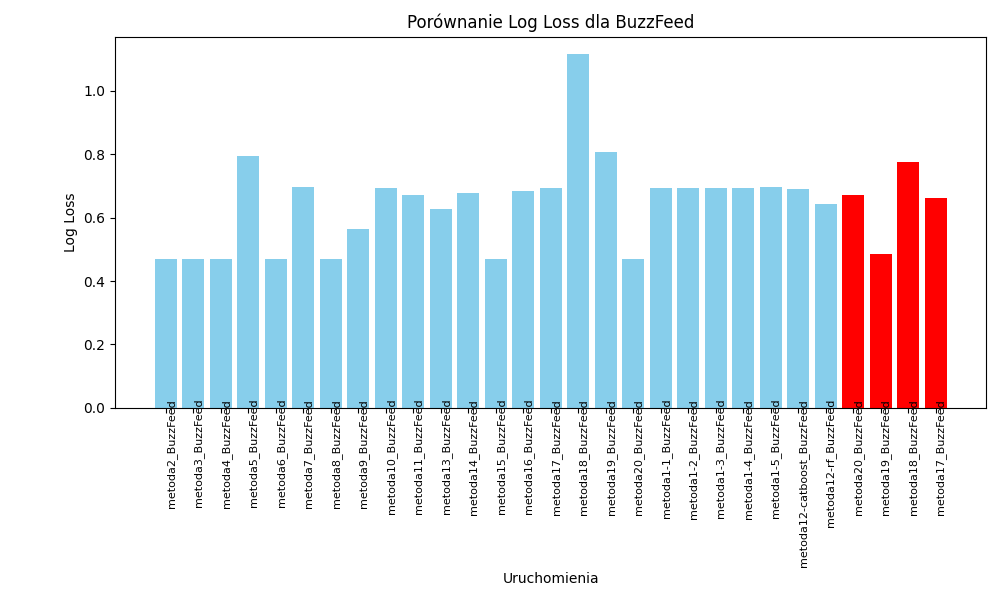 Porównanie Log Loss dla BuzzFeed
Log Loss
1.0
0.8
0.6
0.4
0.2
0.0
metoda2_BuzzFeed
metoda3_BuzzFeed
metoda4_BuzzFeed
metoda5_BuzzFeed
metoda6_BuzzFeed
metoda7_BuzzFeed
metoda8_BuzzFeed
metoda9_BuzzFeed
metoda10_BuzzFeed
metoda11_BuzzFeed
metoda13_BuzzFeed
metoda14_BuzzFeed
metoda15_BuzzFeed
metoda16_BuzzFeed
metoda17_BuzzFeed
metoda18_BuzzFeed
metoda19_BuzzFeed
metoda20_BuzzFeed
metoda1-1_BuzzFeed
metoda1-2_BuzzFeed
metoda1-3_BuzzFeed
metoda1-4_BuzzFeed
metoda1-5_BuzzFeed
metoda12-catboost_BuzzFeed
metoda12-rf_BuzzFeed
metoda20_BuzzFeed
metoda19_BuzzFeed
metoda18_BuzzFeed
metoda17_BuzzFeed
Uruchomienia